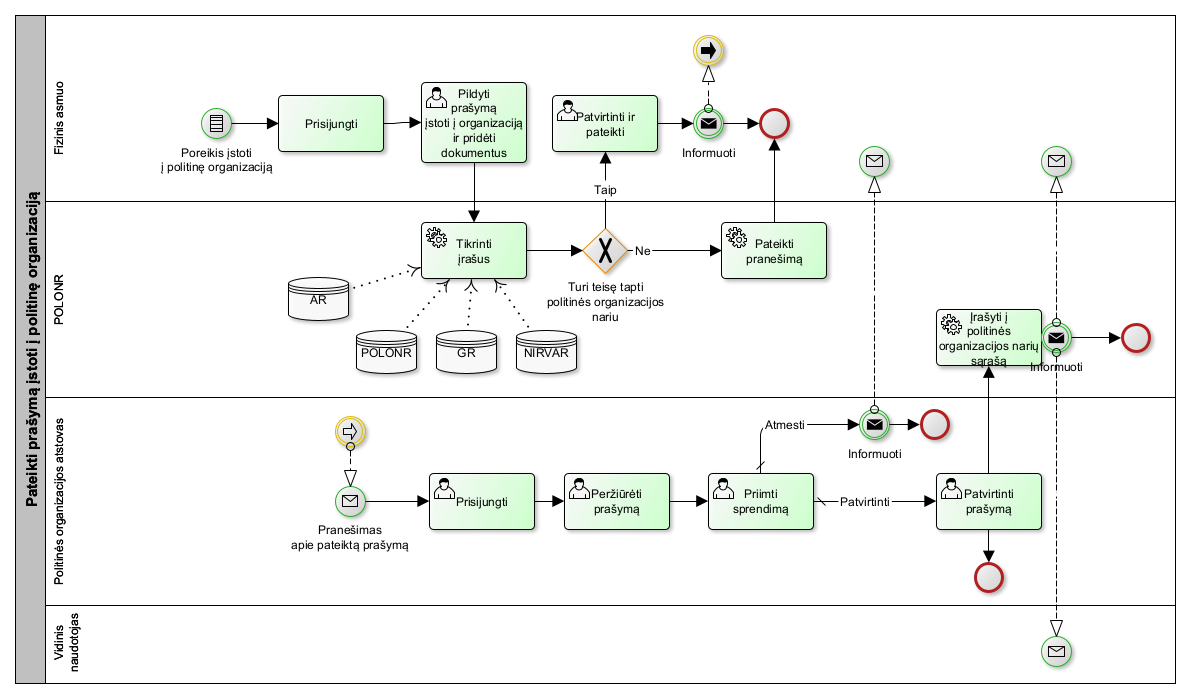 Pateikti prašymą įstoti į politinę organizaciją
Fizinis asmuo
Poreikis įstoti
į politinę organizaciją
Prisijungti
Pildyti
prašymą
įstoti į organizaciją
ir pridėti
dokumentus
Patvirtinti ir
pateikti
Informuoti
Taip
POLONR
Tikrinti
įrašus
Ne
Turi teisę tapti
politinės organizacijos
nariu
Pateikti
pranešimą
AR
POLONR
GR
NIRVAR
Įrašyti į
politinės
organizacijos narių
sąrašą
Informuoti
Politinės organizacijos atstovas
Pranešimas
apie pateiktą prašymą
Prisijungti
Peržiūrėti
prašymą
Priimti
sprendimą
Atmesti
Informuoti
Patvirtinti
Patvirtinti
prašymą
Vidinis
naudotojas